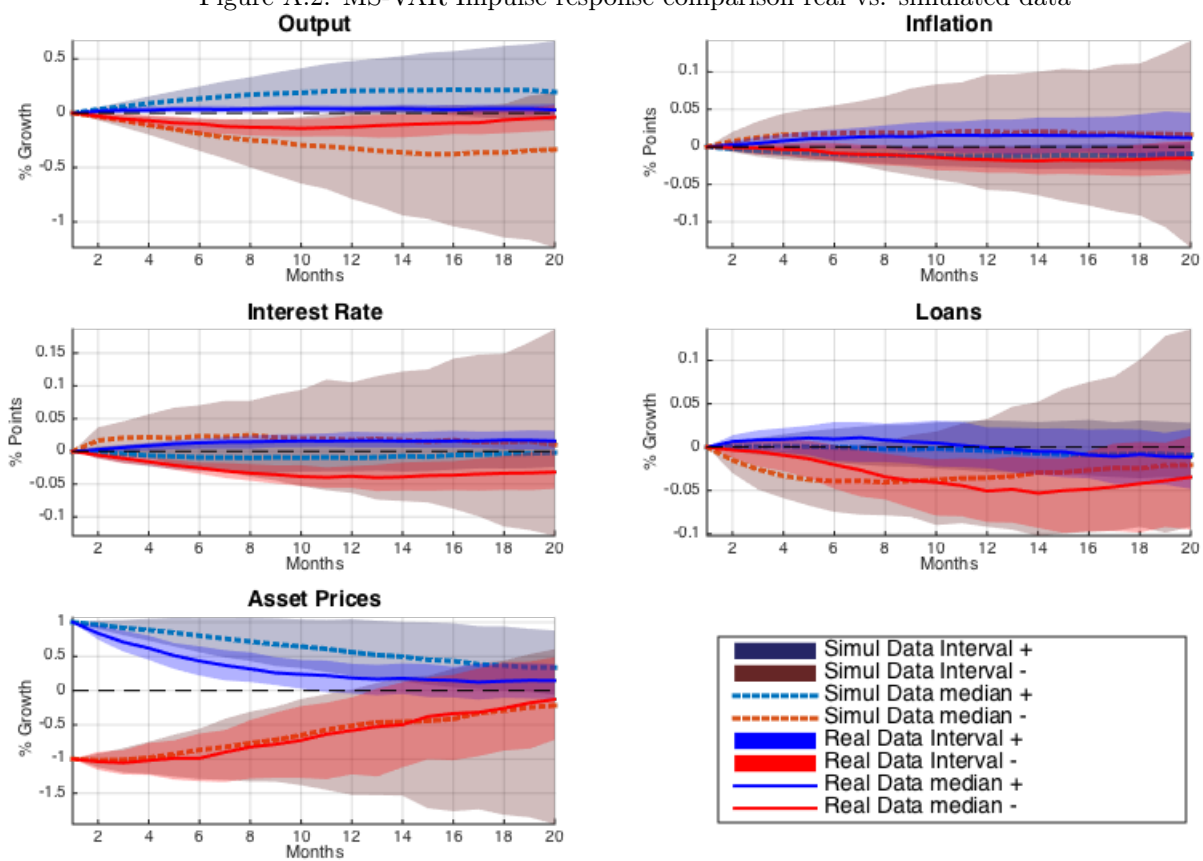 Figure A.2: MS-VAR Impulse response comparison real vs. simulated data
Output
0.5
0
-0.5
-1
% Growth
2 4 6 8 10 12 14 16 18 20
Months
Inflation
0.1
0.05
0
-0.05
-0.1
% Points
2 4 6 8 10 12 14 16 18 20
Months
Interest Rate
0.15
0.1
0.05
0
-0.05
-0.1
% Points
2 4 6 8 10 12 14 16 18 20
Months
Loans
0.1
0.05
0
-0.05
-0.1
% Growth
2 4 6 8 10 12 14 16 18 20
Months
Asset Prices
1
0.5
0
-0.5
-1
-1.5
% Growth
2 4 6 8 10 12 14 16 18 20
Months
Simul Data Interval +
Simul Data Interval -
Simul Data median +
Simul Data median -
Real Data Interval +
Real Data Interval -
Real Data median +
Real Data median -